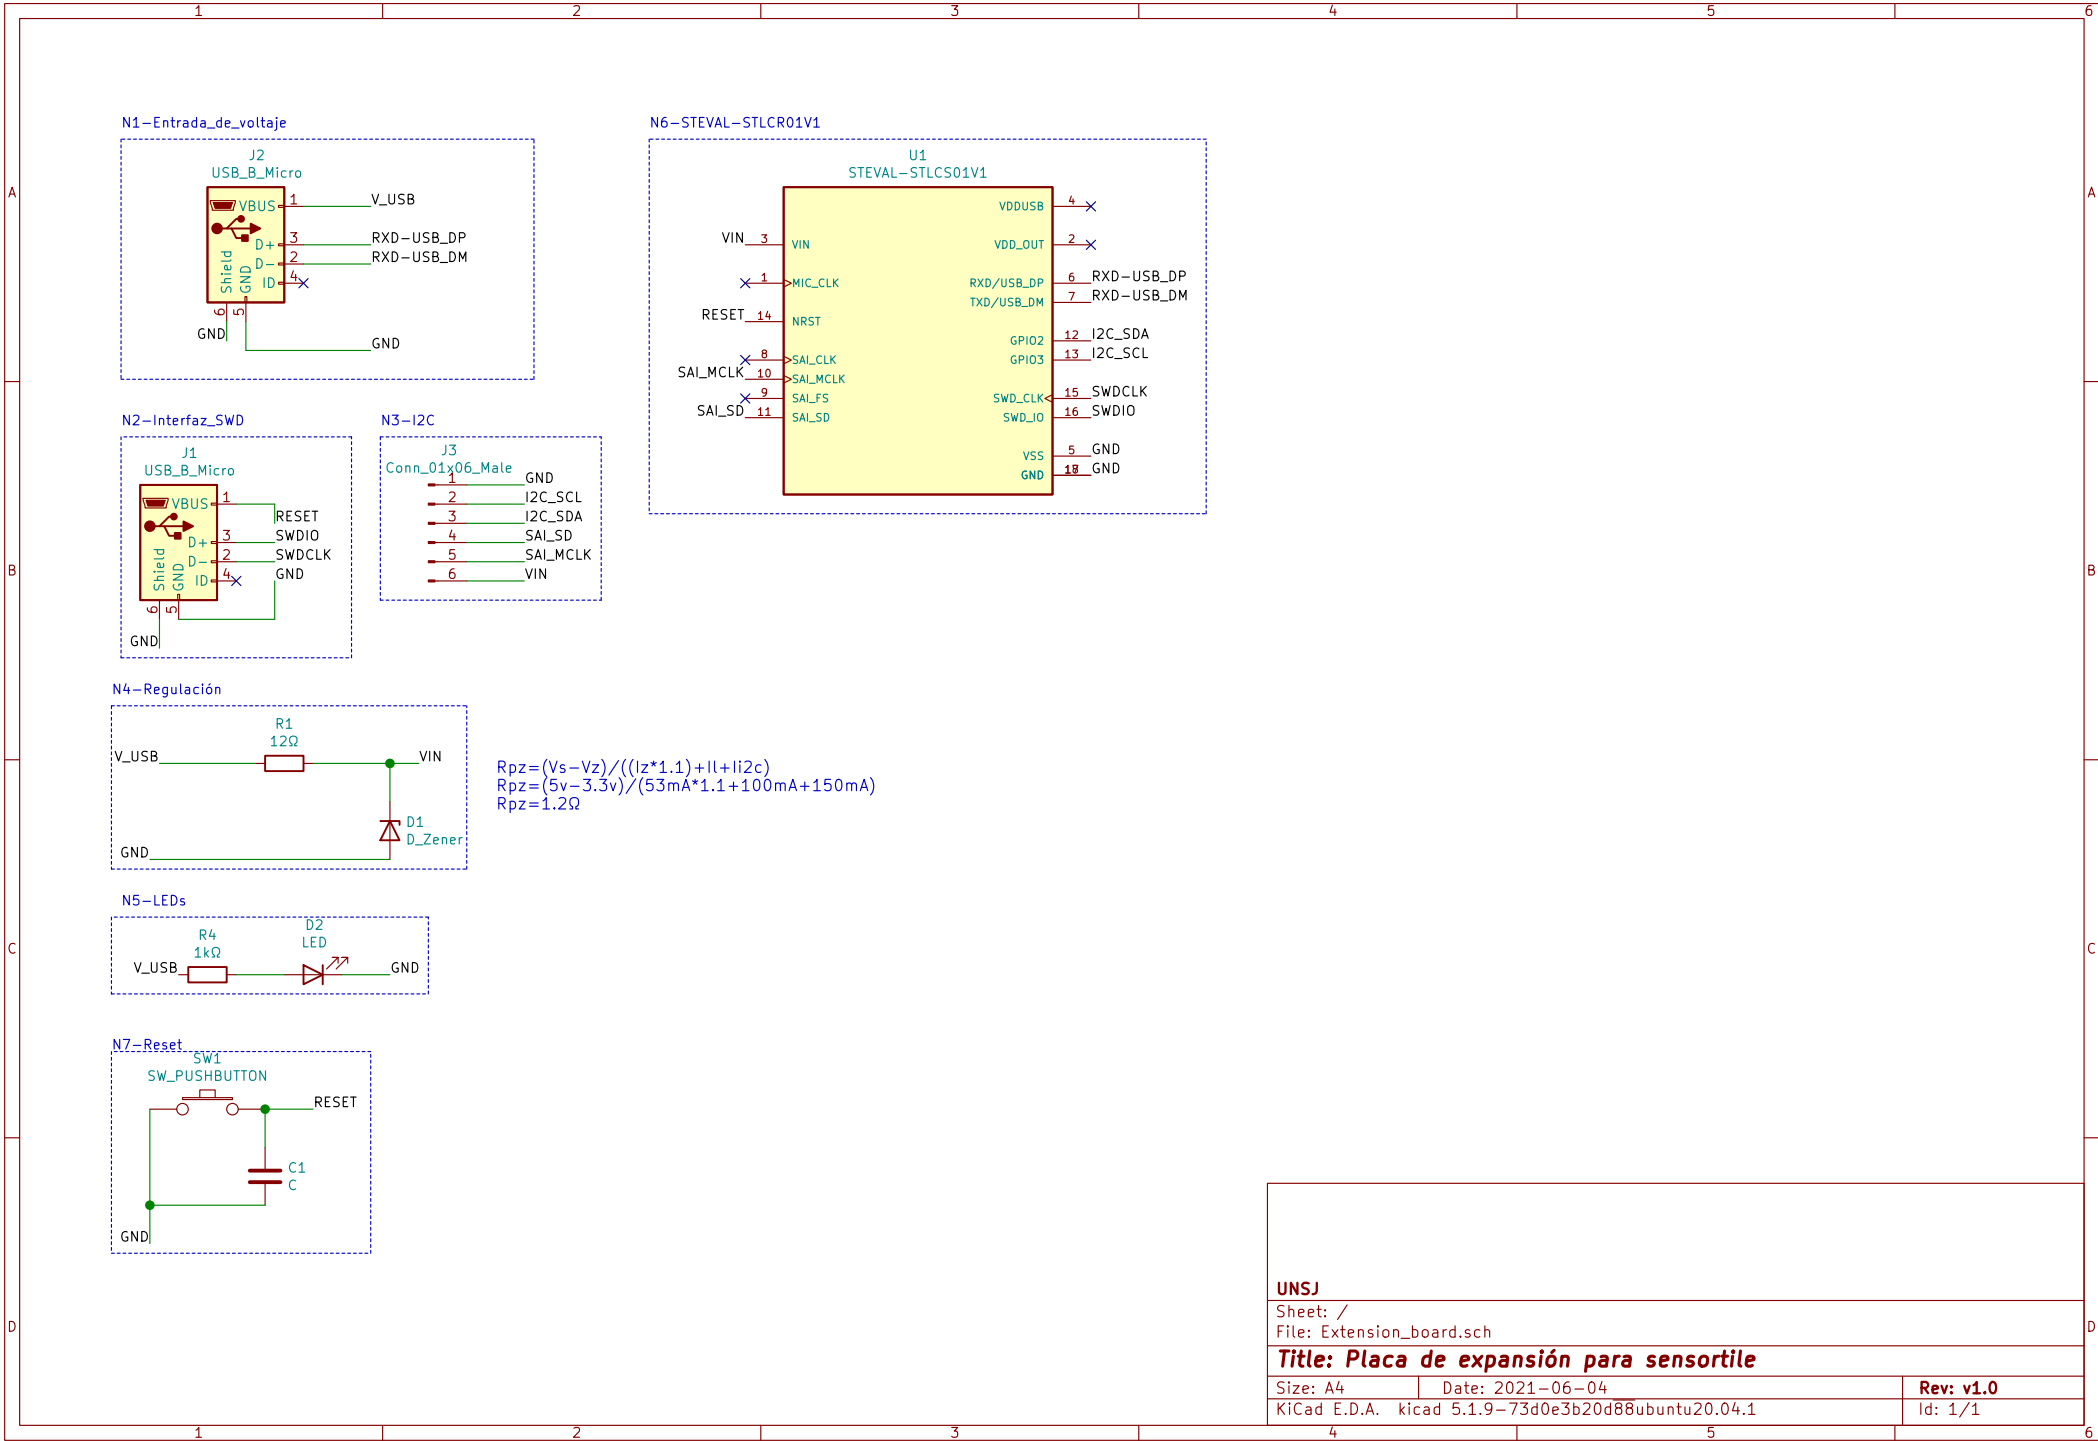 1 2 3 4 5 6
A
B
C
D
N1-Entrada_de_voltaje
J2
USB_B_Micro
VBUS 1 V_USB
D+ 3 RXD-USB_DP
D- 2 RXD-USB_DM
ID 4
Shield GND
6 5
GND
GND
N2-Interfaz_SWD
J1
USB_B_Micro
VBUS 1
RESET
D+ 3 SWDIO
D- 2 SWDCLK
ID 4 GND
Shield GND
6 5
GND
N3-I2C
J3
Conn_01x06_Male
1 GND
2 I2C_SCL
3 I2C_SDA
4 SAI_SD
5 SAI_MCLK
6 VIN
N4-Regulación
R1
12Ω
V_USB VIN
D1
D_Zener
GND
Rpz=(Vs-Vz)/((Iz*1.1)+Il+Ii2c)
Rpz=(5v-3.3v)/(53mA*1.1+100mA+150mA)
Rpz=1.2Ω
N5-LEDs
R4
1kΩ
D2
LED
V_USB GND
N7-Reset
SW1
SW_PUSHBUTTON
RESET
C1
C
GND
N6-STEVAL-STLCR01V1
U1
STEVAL-STLCS01V1
VDDUSB 4
VIN 3 VIN
VDD_OUT 2
1 MIC_CLK
RXD/USB_DP 6 RXD-USB_DP
TXD/USB_DM 7 RXD-USB_DM
RESET 14 NRST
GPIO2 12 I2C_SDA
8 SAI_CLK
GPIO3 13 I2C_SCL
SAI_MCLK 10 SAI_MCLK
9 SAI_FS
SWD_CLK 15 SWDCLK
SAI_SD 11 SAI_SD
SWD_IO 16 SWDIO
VSS 5 GND
GND GND
UNSJ
Sheet: /
File: Extension_board.sch
Title: Placa de expansión para sensortile
Size: A4 Date: 2021-06-04 Rev: v1.0
KiCad E.D.A. kicad 5.1.9-73d0e3b20d88ubuntu20.04.1 Id: 1/1
A
B
C
D
1 2 3 4 5 6